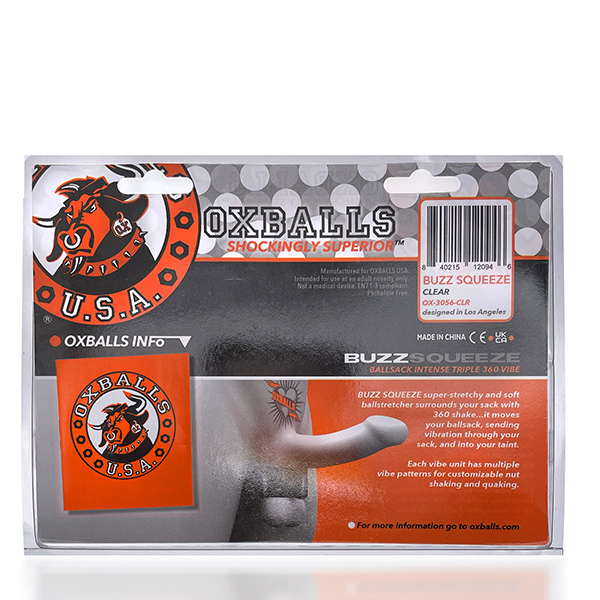 OXBALLS
SHOCKINGLY SUPERIOR™
U.S.A.
®
Manufactured for OXBALLS USA.
Intended for use as an adult novelty only.
Not a medical device. EN71-3 compliant.
Phthalate Free.
8 40215 12094 6
BUZZ SQUEEZE
CLEAR
OX-3056-CLR
designed in Los Angeles
MADE IN CHINA CE UK CA
OXBALLS INFo
OXBALLS
U.S.A.
BUZZSQUEEZE
BALLSACK INTENSE TRIPLE 360 VIBE
BUZZ SQUEEZE super-stretchy and soft
ballstretcher surrounds your sack with
360 shake...it moves
your ballsack, sending
vibration through your
sack, and into your taint.
Each vibe unit has multiple
vibe patterns for customizable nut
shaking and quaking.
For more information go to oxballs.com